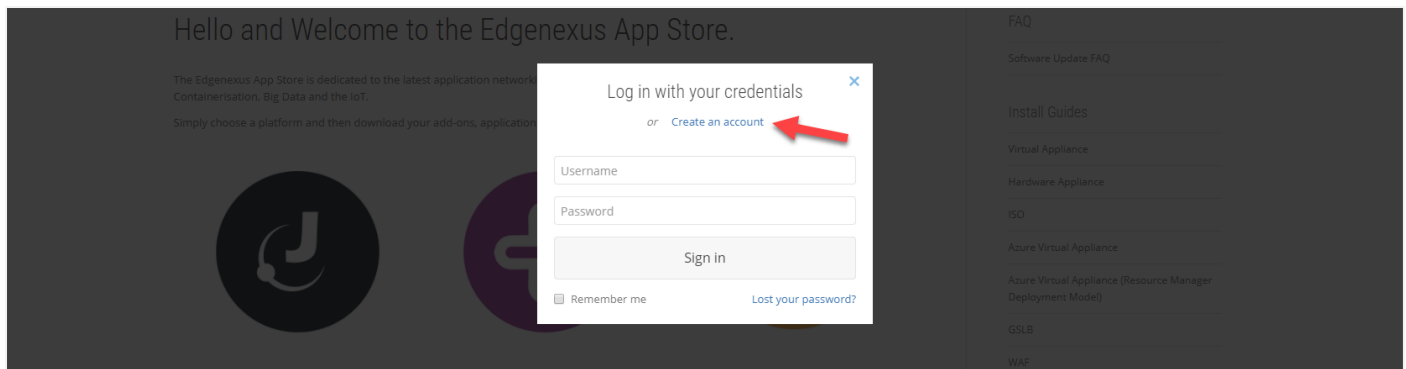 Hello and Welcome to the Edgenexus App Store.
The Edgenexus App Store is dedicated to the latest application network
Containerisation, Big Data and the IoT.
Simply choose a platform and then download your add-ons, application
Log in with your credentials
×
or Create an account
Username
Password
Sign in
Remember me Lost your password?
FAQ
Software Update FAQ
Install Guides
Virtual Appliance
Hardware Appliance
ISO
Azure Virtual Appliance
Azure Virtual Appliance (Resource Manager
Deployment Model)
GSLB
WAF